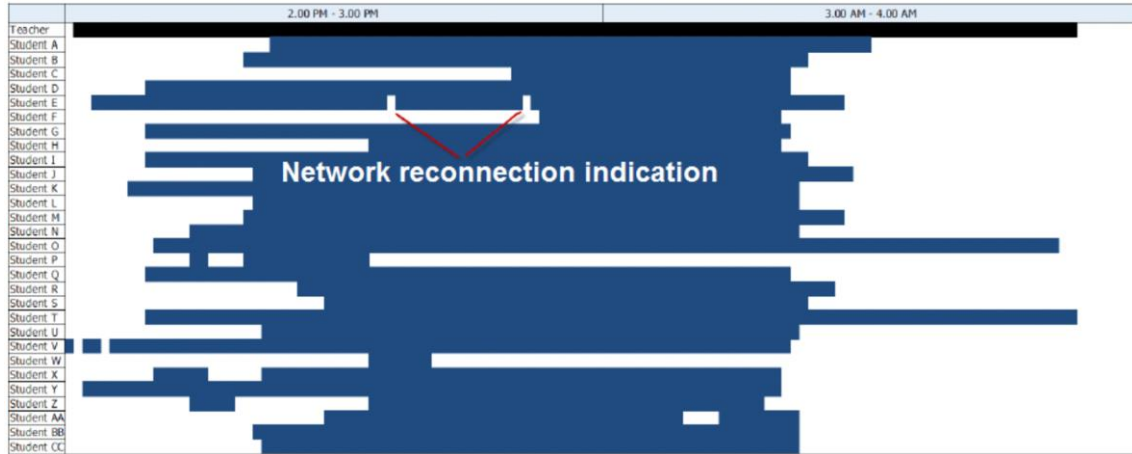 2.00 PM - 3.00 PM 3.00 AM - 4.00 AM
Teacher
Student A
Student B
Student C
Student D
Student E
Student F
Student G
Student H
Student I
Student J
Student K
Student L
Student M
Student N
Student O
Student P
Student Q
Student R
Student S
Student T
Student U
Student V
Student W
Student X
Student Y
Student Z
Student AA
Student BB
Student CC
Network reconnection indication